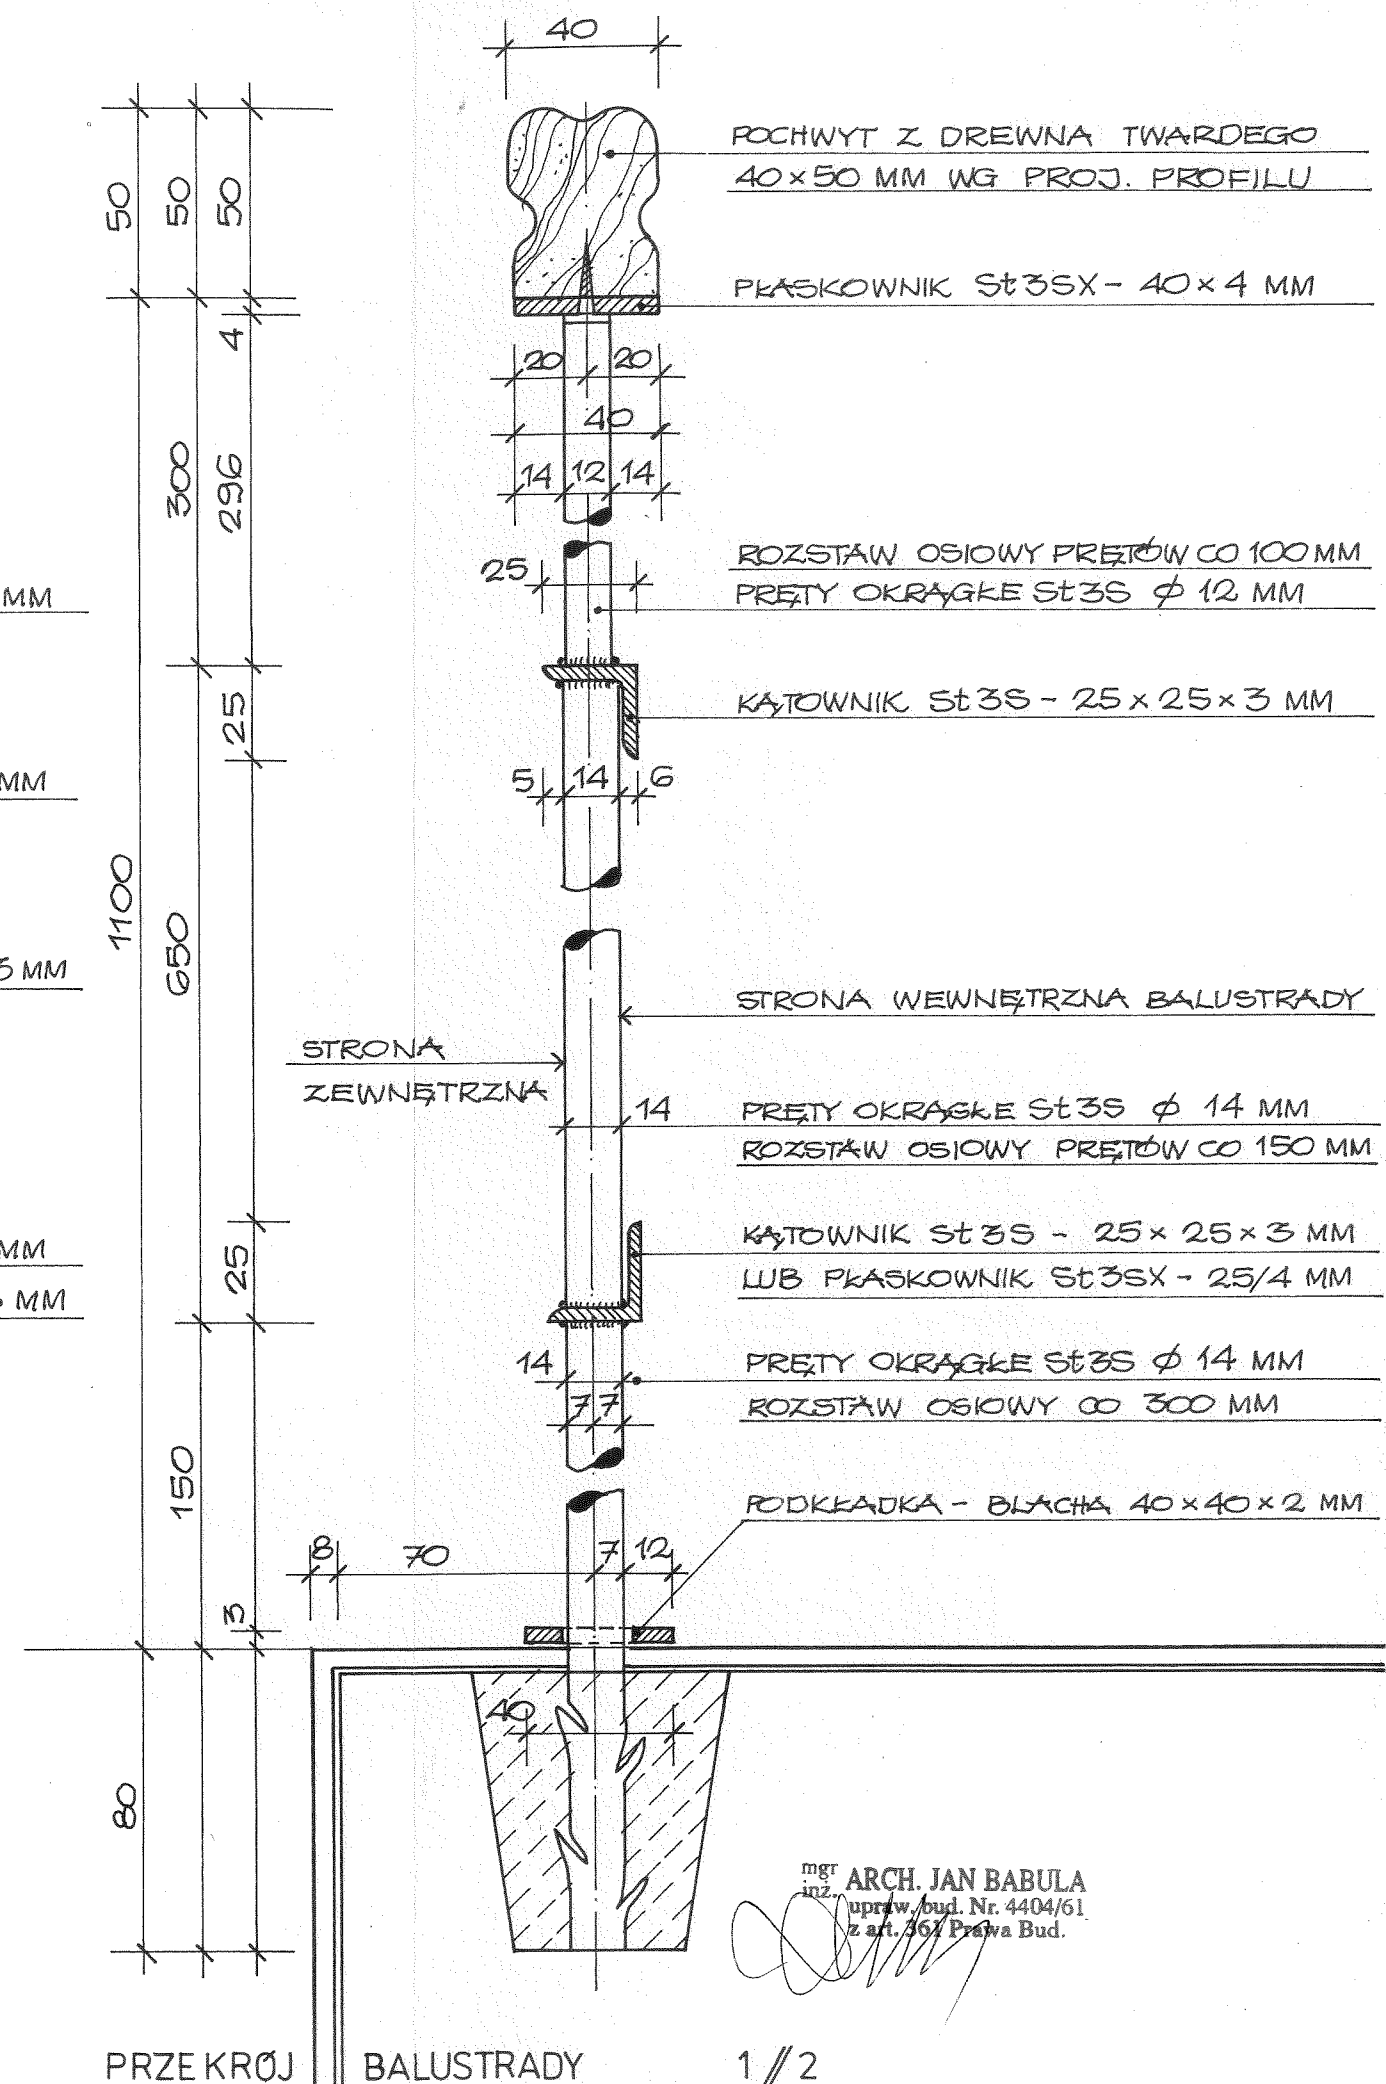 40
POCHWYT Z DREWNA TWARDEGO
40×50 MM WG PROJ. PROFILU
50 50 50
PŁASKOWNIK St3SX – 40×4 MM
4
20 20
40
14 12 14
300 296
ROZSTAW OSIOWY PRĘTÓW CO 100 MM
25
PRĘTY OKRĄGŁE St3S ϕ 12 MM
MM
25
KĄTOWNIK St3S – 25×25×3 MM
5 14 6
MM
1100
650
5 MM
STRONA WEWNĘTRZNA BALUSTRADY
STRONA
ZEWNĘTRZNA
14
PRĘTY OKRĄGŁE St3S ϕ 14 MM
ROZSTAW OSIOWY PRĘTÓW CO 150 MM
25
KĄTOWNIK St3S – 25×25×3 MM
MM
LUB PŁASKOWNIK St3SX – 25/4 MM
MM
14
PRĘTY OKRĄGŁE St3S ϕ 14 MM
7 7
ROZSTAW OSIOWY CO 300 MM
150
PODKŁADKA – BLACHA 40×40×2 MM
8 70 7 12
3
40
80
mgr inż. ARCH. JAN BABULA
upraw. bud. Nr. 4404/61
z art. 361 Prawa Bud.
PRZEKRÓJ BALUSTRADY 1//2